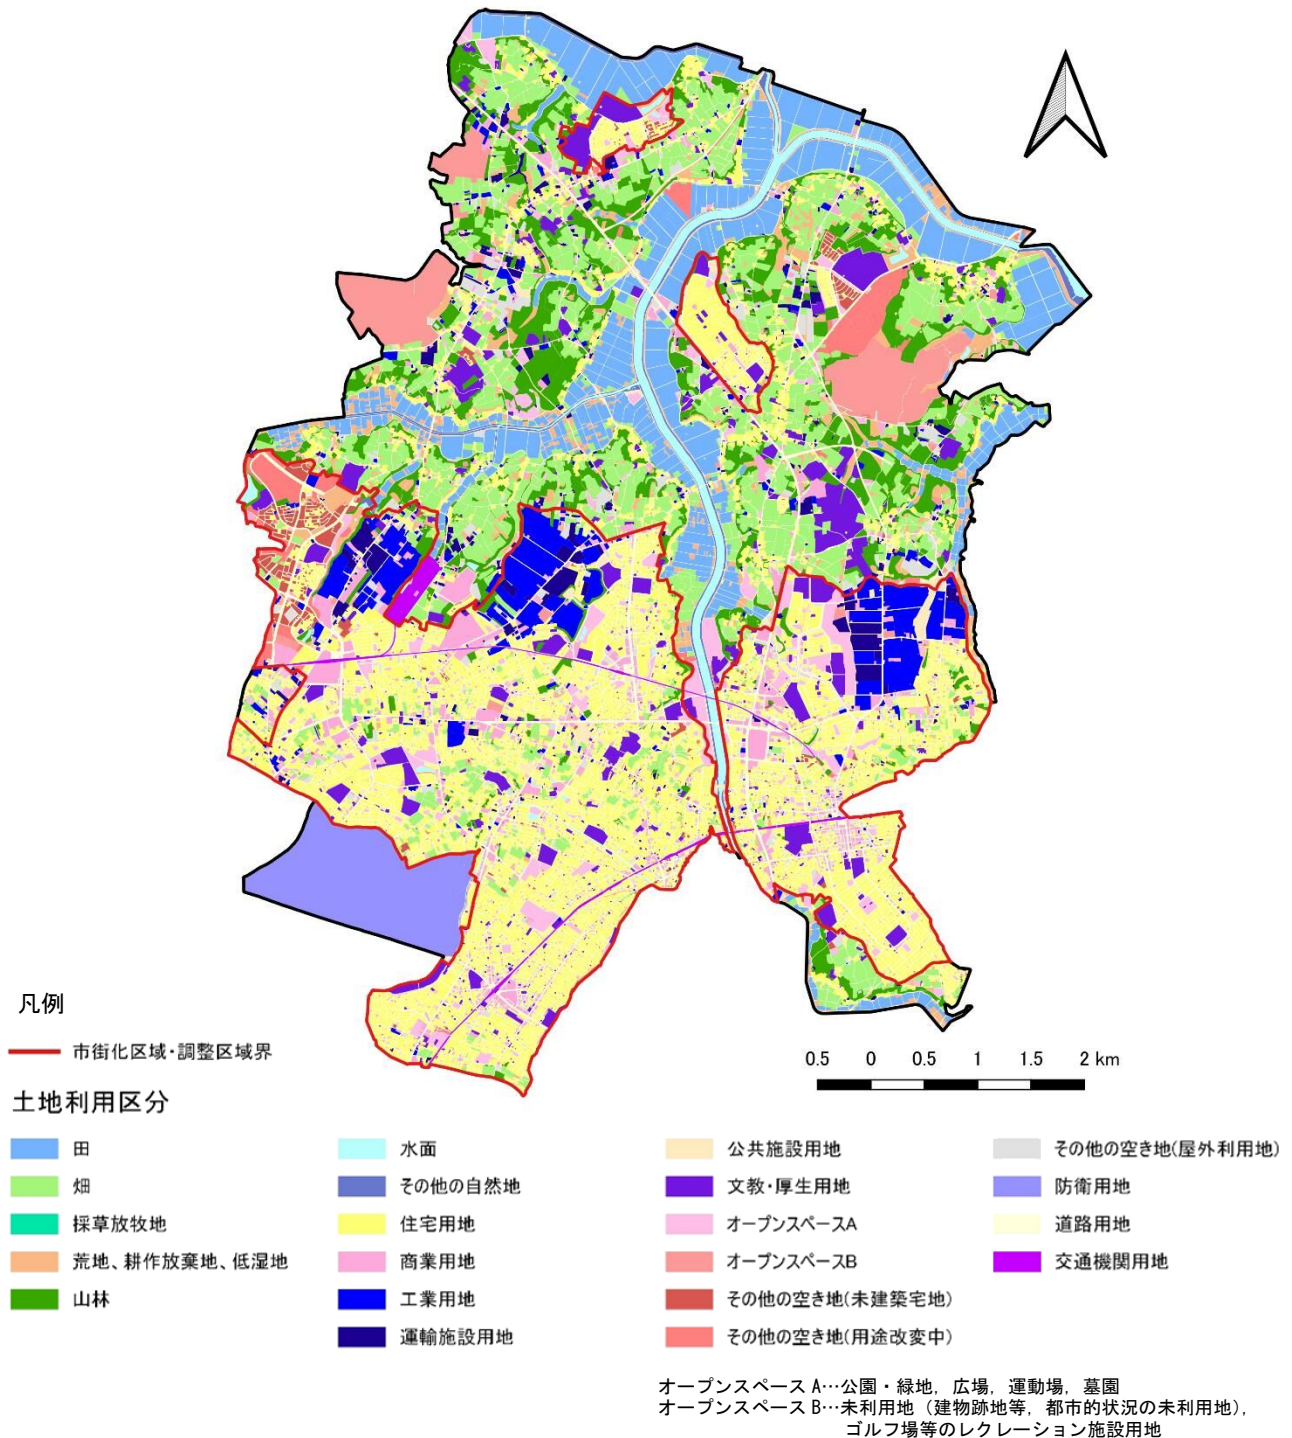 凡例
市街化区域・調整区域界
0.5 0 0.5 1 1.5 2 km
土地利用区分
田
畑
採草放牧地
荒地、耕作放棄地、低湿地
山林
水面
その他の自然地
住宅用地
商業用地
工業用地
運輸施設用地
公共施設用地
文教・厚生用地
オープンスペースA
オープンスペースB
その他の空き地(未建築宅地)
その他の空き地(用途改変中)
その他の空き地(屋外利用地)
防衛用地
道路用地
交通機関用地
オープンスペース A…公園・緑地，広場，運動場，墓園
オープンスペース B…未利用地（建物跡地等，都市的状況の未利用地），
ゴルフ場等のレクレーション施設用地